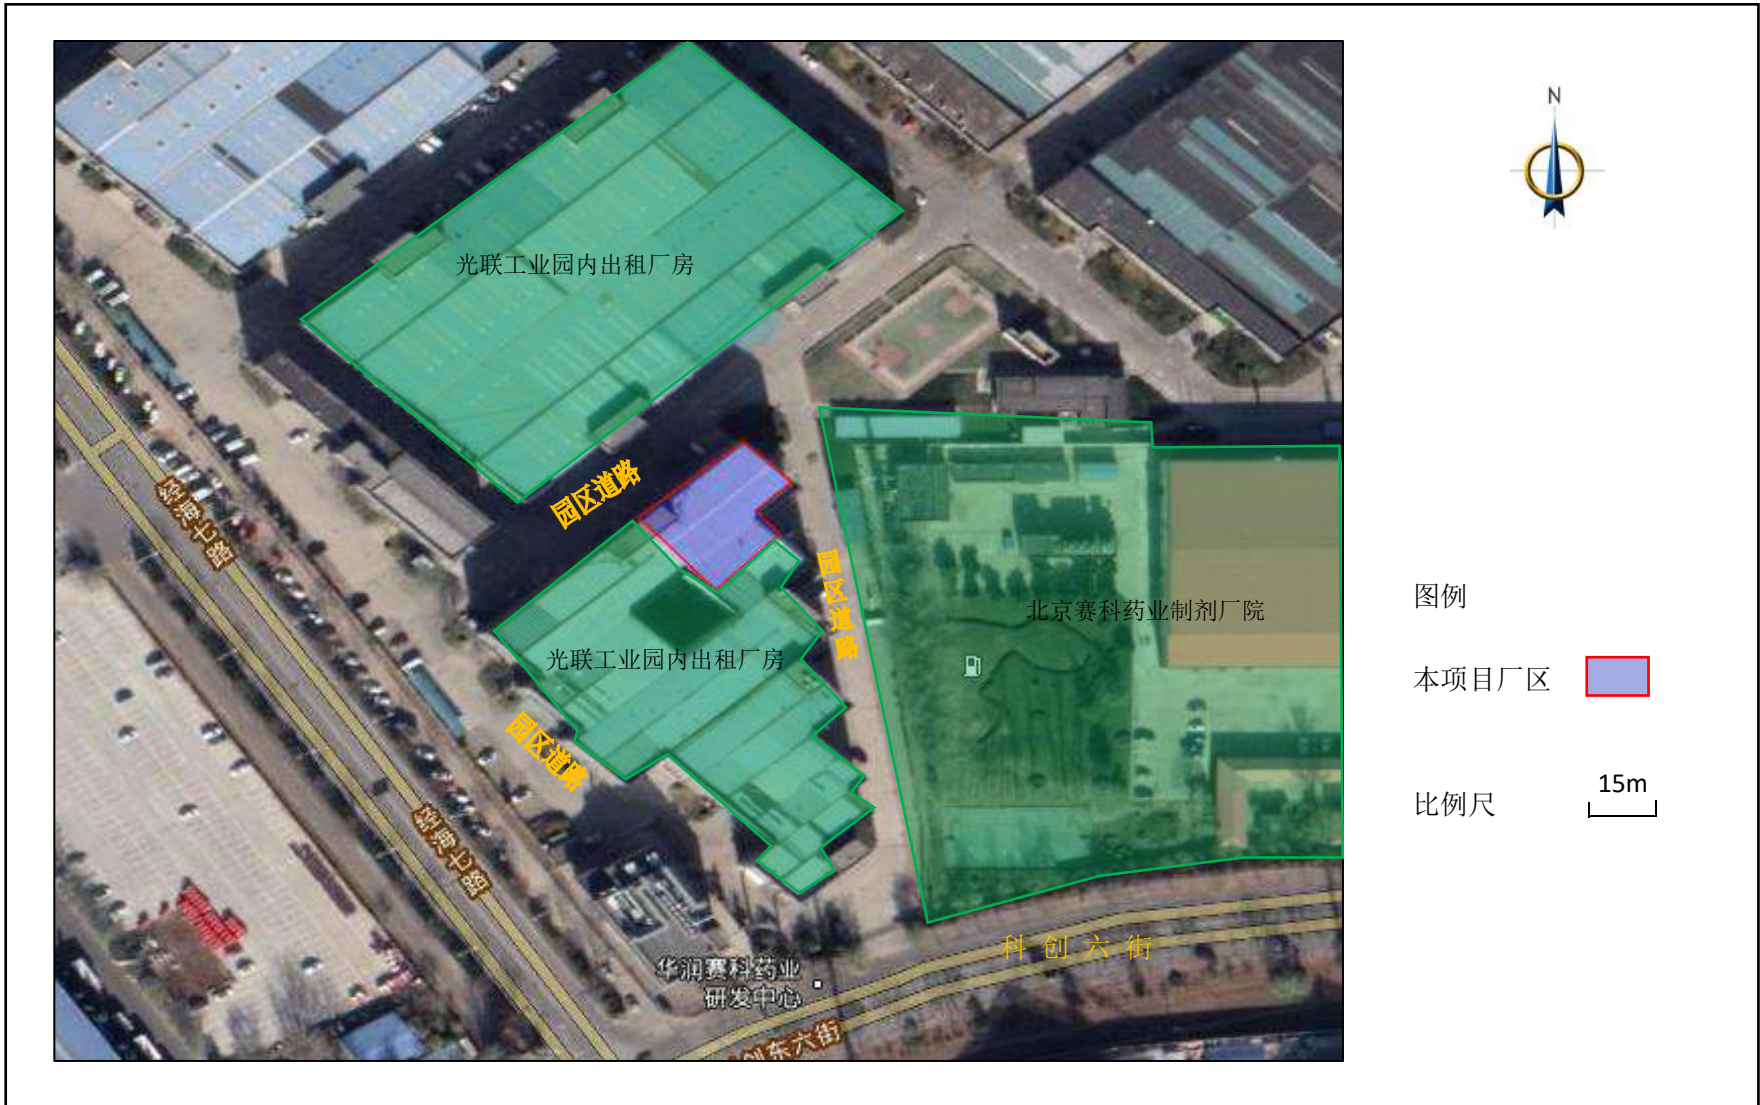 N
光联工业园内出租厂房
园区道路
经海七路
园区道路
北京赛科药业制剂厂院
图例
光联工业园内出租厂房
本项目厂区
园区道路
15m
比例尺
经海七路
科创六街
华润赛科药业
研发中心
创东六街